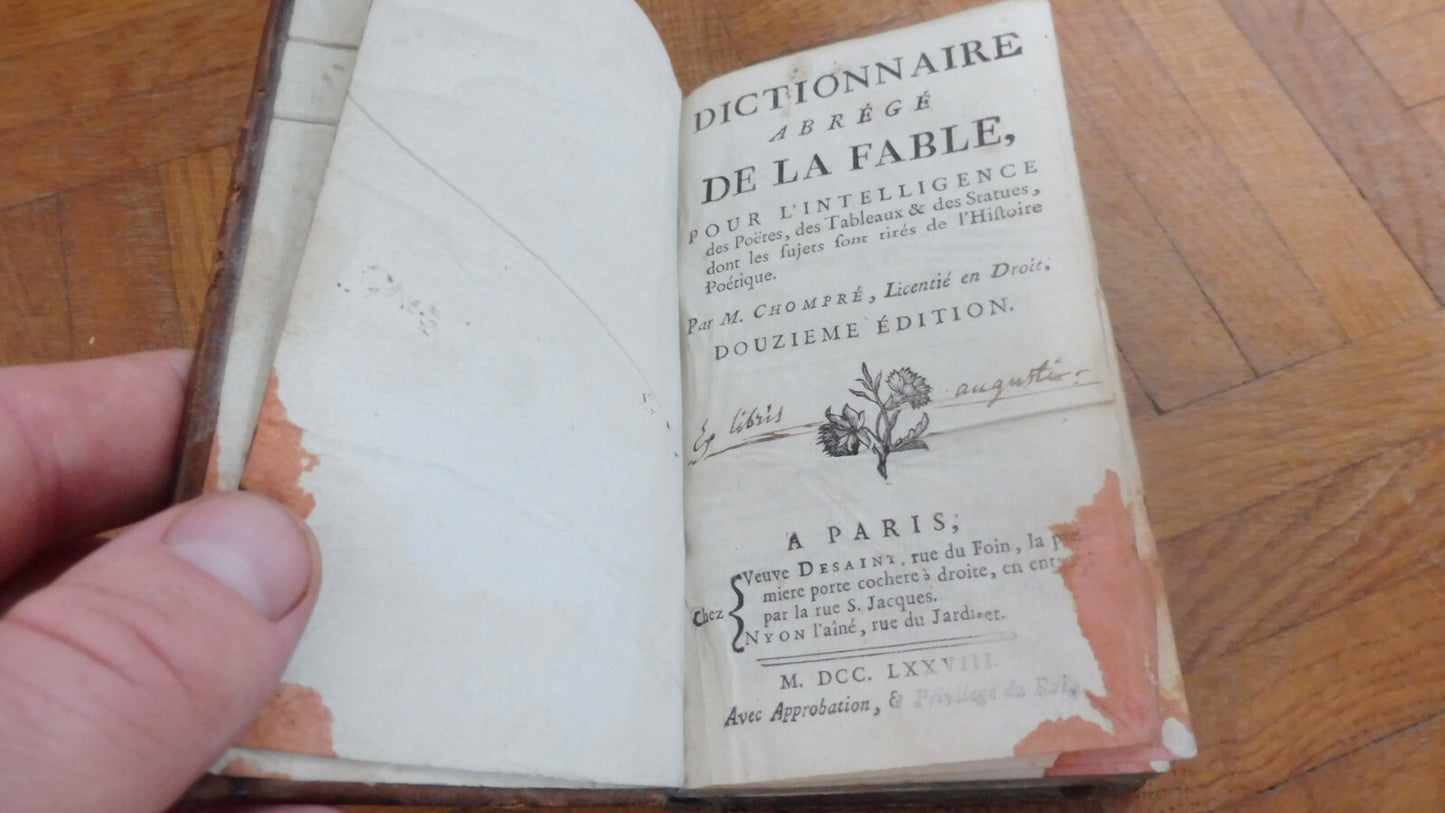 DICTIONNAIRE
ABRÉGÉ
DE LA FABLE,
POUR L'INTELLIGENCE
des Poëtes, des Tableaux & des Statues,
dont les ſujets ſont tirés de l'Hiſtoire
Poétique.
Par M. CHOMPRÉ, Licentié en Droit.
DOUZIEME ÉDITION.
Ex libris augusti
A PARIS,
Chez
Veuve DESAINT, rue du Foin, la pre
miere porte cochere à droite, en entr
par la rue S. Jacques.
NYON l'aîné, rue du Jardinet.
M. DCC. LXXVIII.
Avec Approbation, & Privilege du Roi.